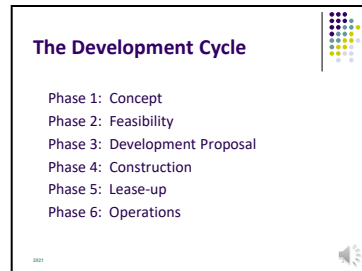 The Development Cycle
Phase 1: Concept
Phase 2: Feasibility
Phase 3: Development Proposal
Phase 4: Construction
Phase 5: Lease-up
Phase 6: Operations
2021